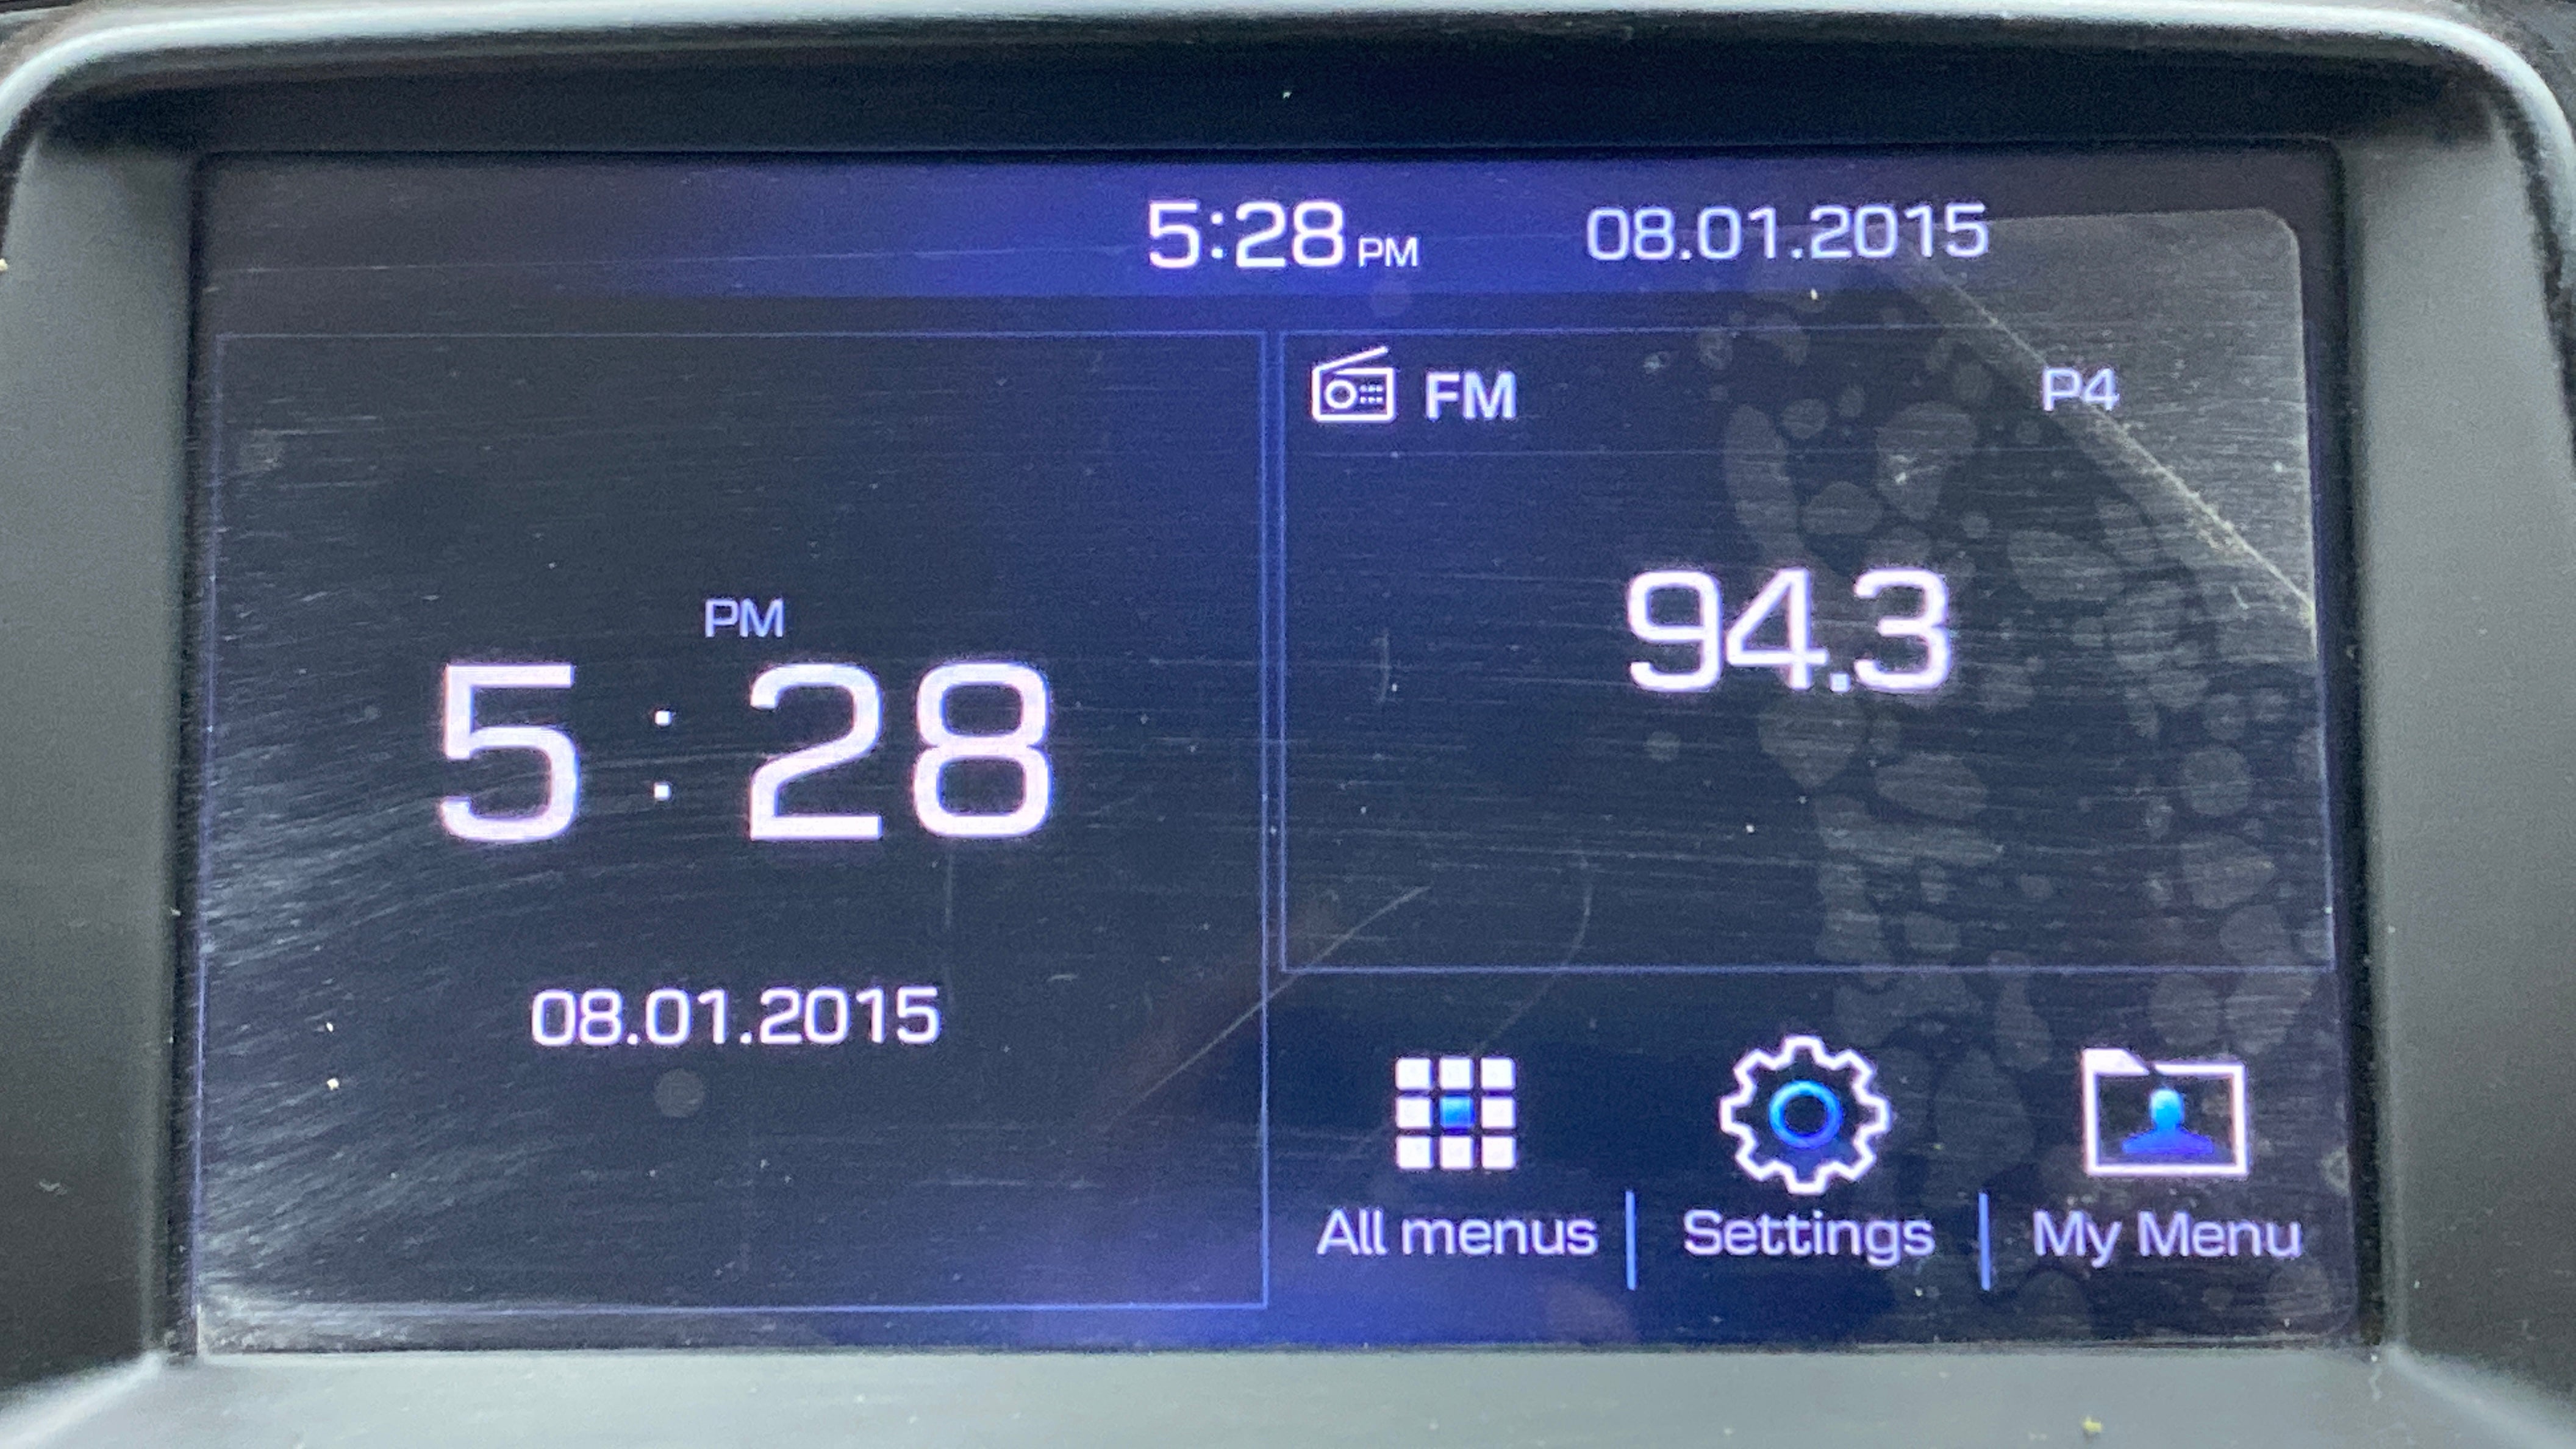 5:28 PM 08.01.2015
PM
5:28
08.01.2015
FM P4
94.3
All menus
Settings
My Menu